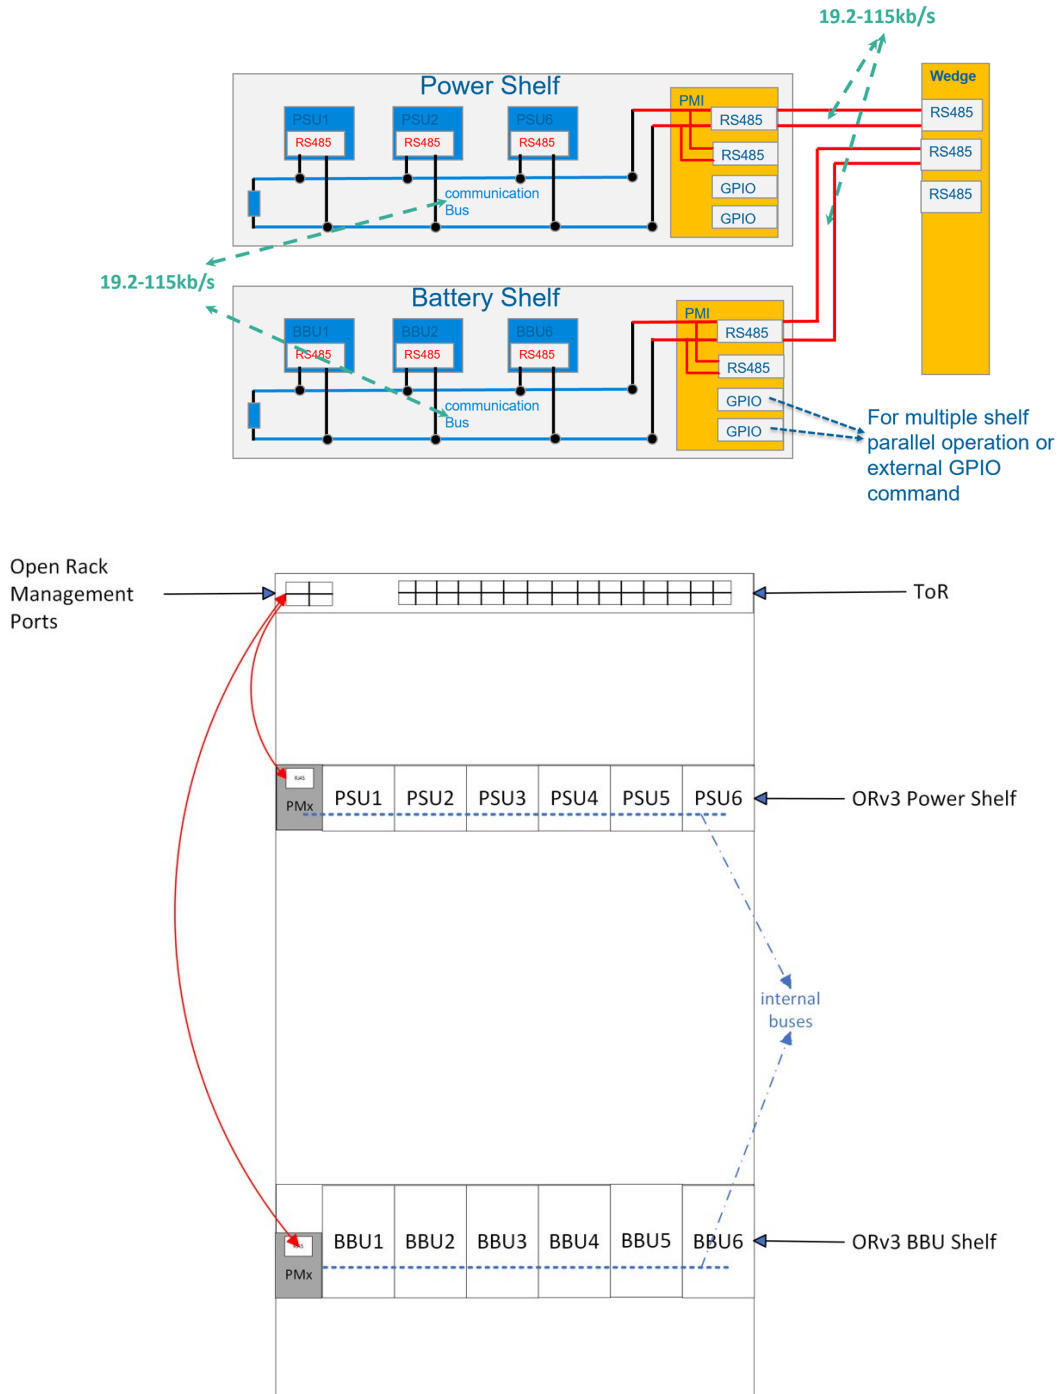 19.2-115kb/s
Power Shelf
Wedge
PSU1
PSU2
PSU6
PMI
RS485
RS485
RS485
RS485
RS485
RS485
RS485
RS485
GPIO
GPIO
communication
Bus
19.2-115kb/s
Battery Shelf
BBU1
BBU2
BBU6
PMI
RS485
RS485
RS485
RS485
RS485
GPIO
GPIO
communication
Bus
For multiple shelf
parallel operation or
external GPIO
command
Open Rack
Management
Ports
ToR
RJ45
PMx
PSU1
PSU2
PSU3
PSU4
PSU5
PSU6
ORv3 Power Shelf
internal
buses
BBU1
BBU2
BBU3
BBU4
BBU5
BBU6
ORv3 BBU Shelf
PMx